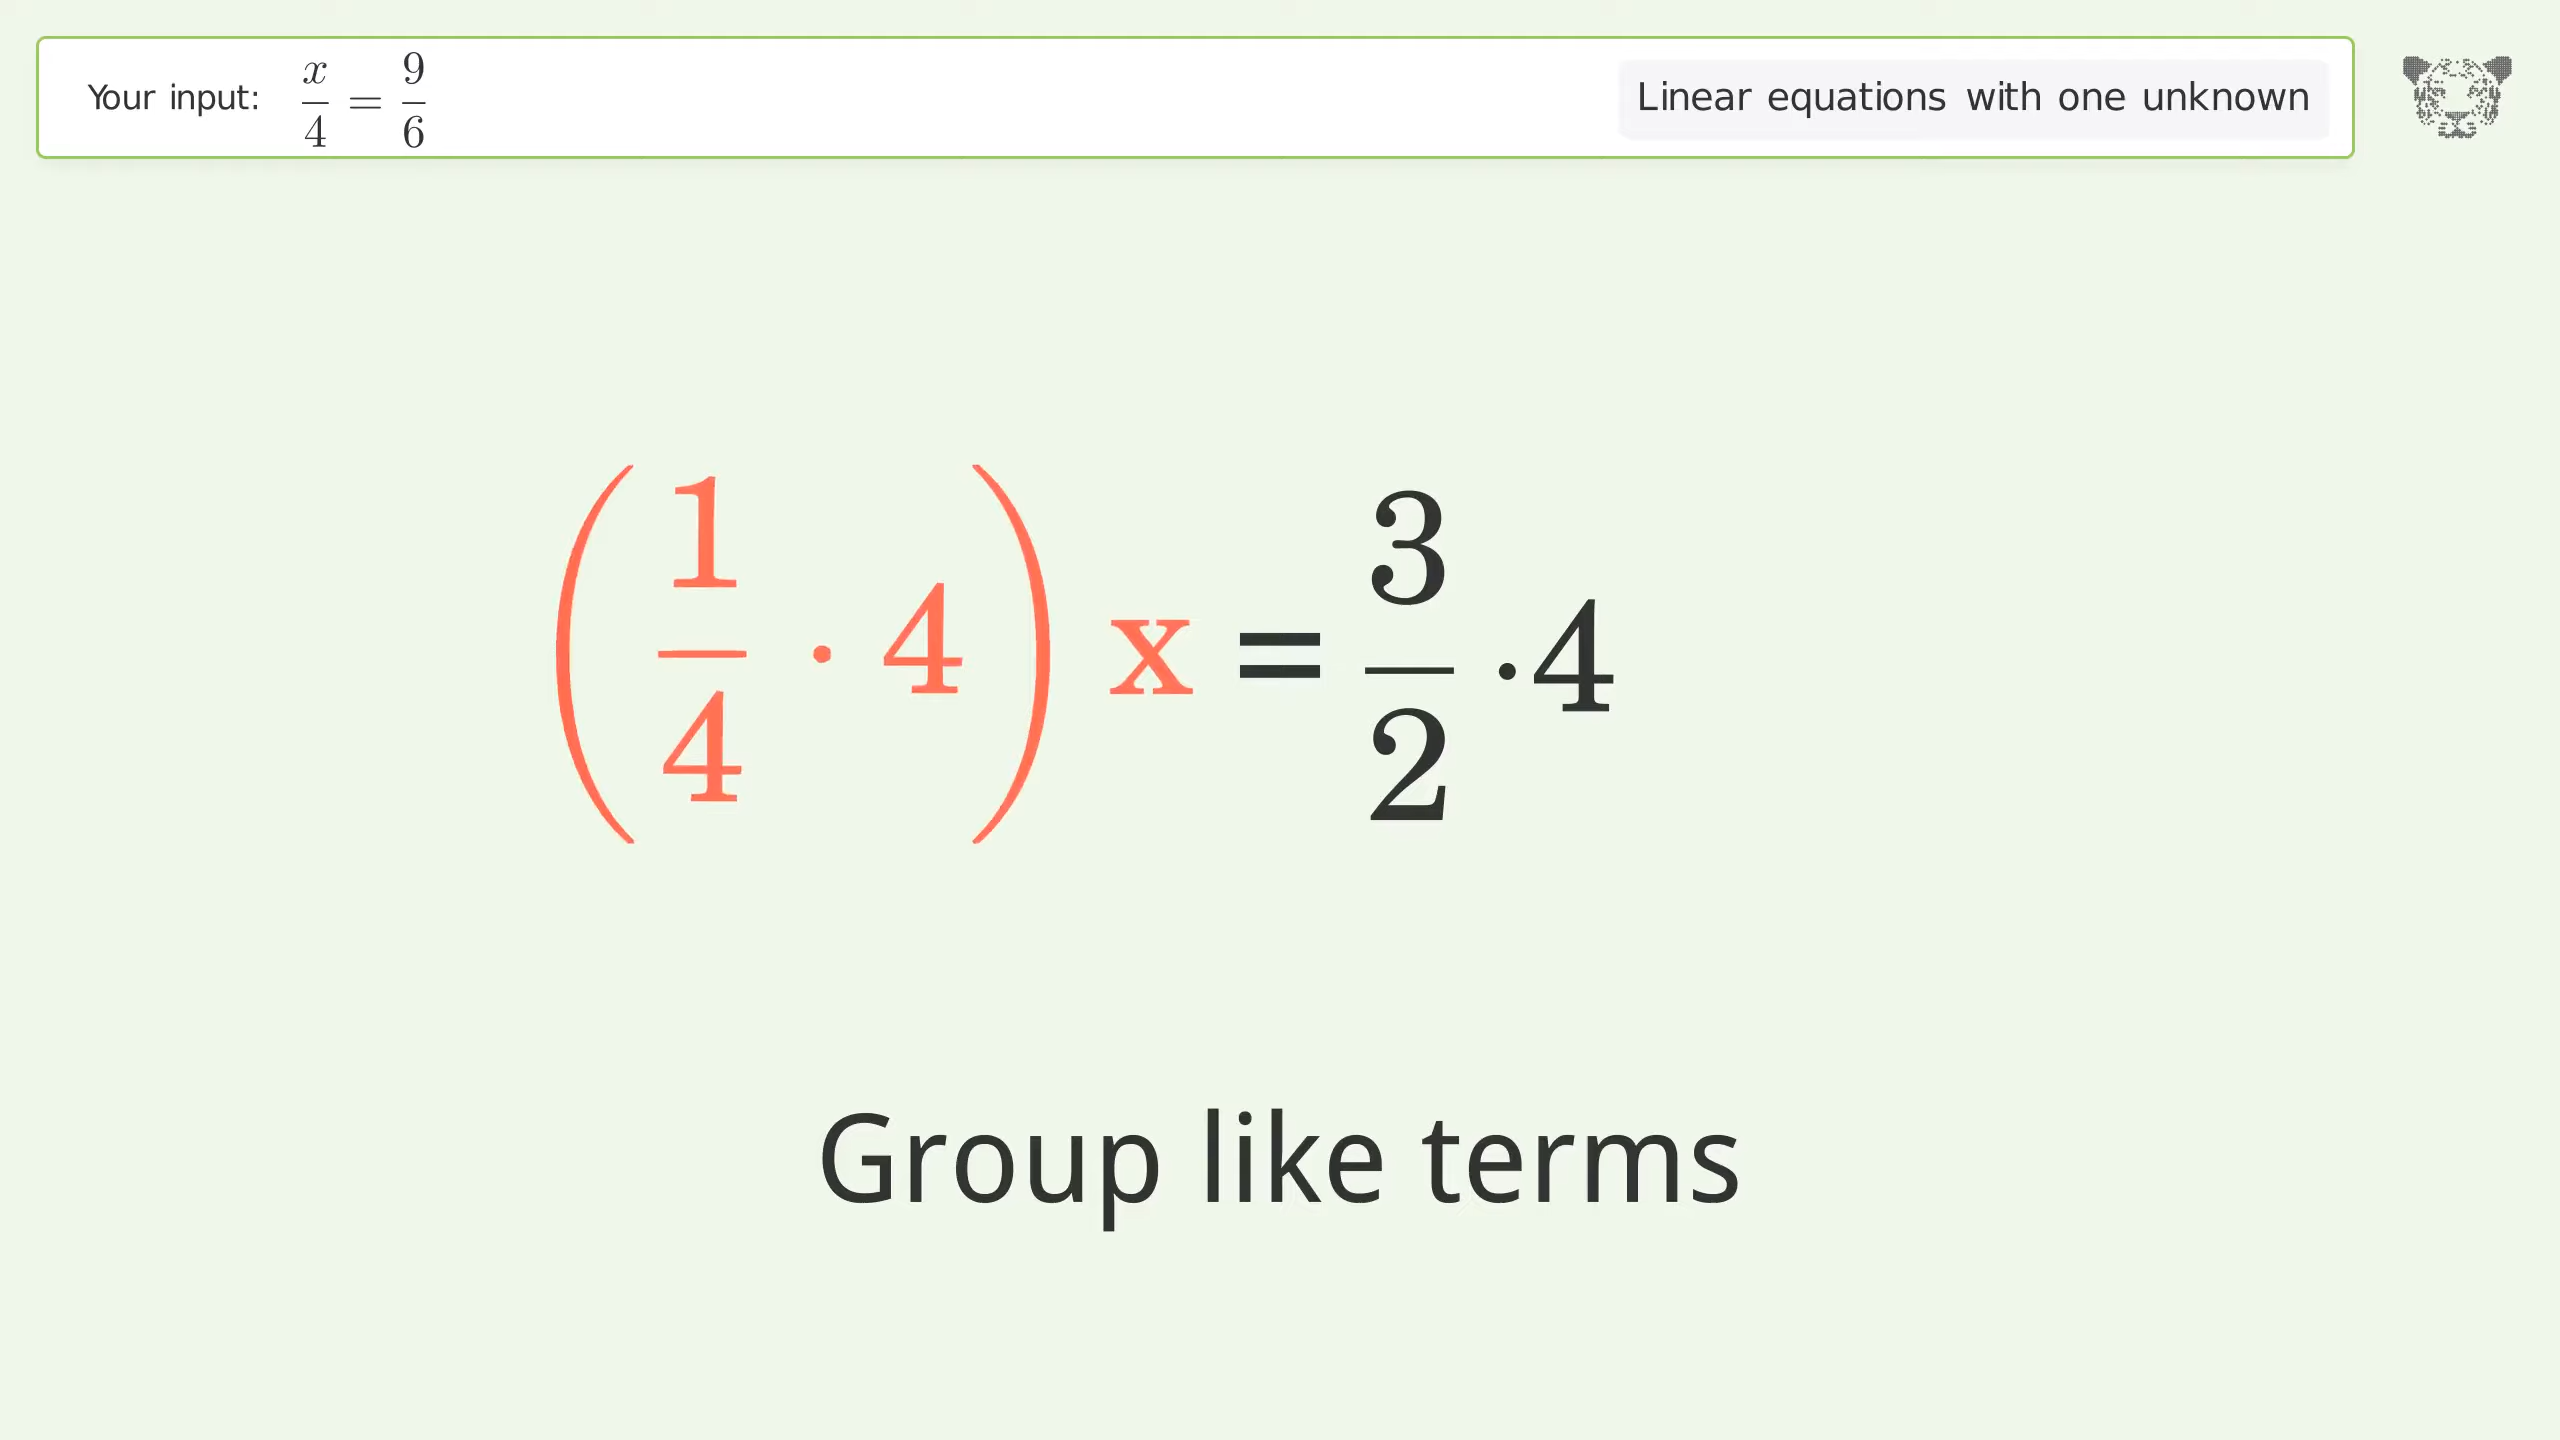 Your input: x/4 = 9/6
Linear equations with one unknown
(1/4 · 4) x = 3/2 · 4
Group like terms